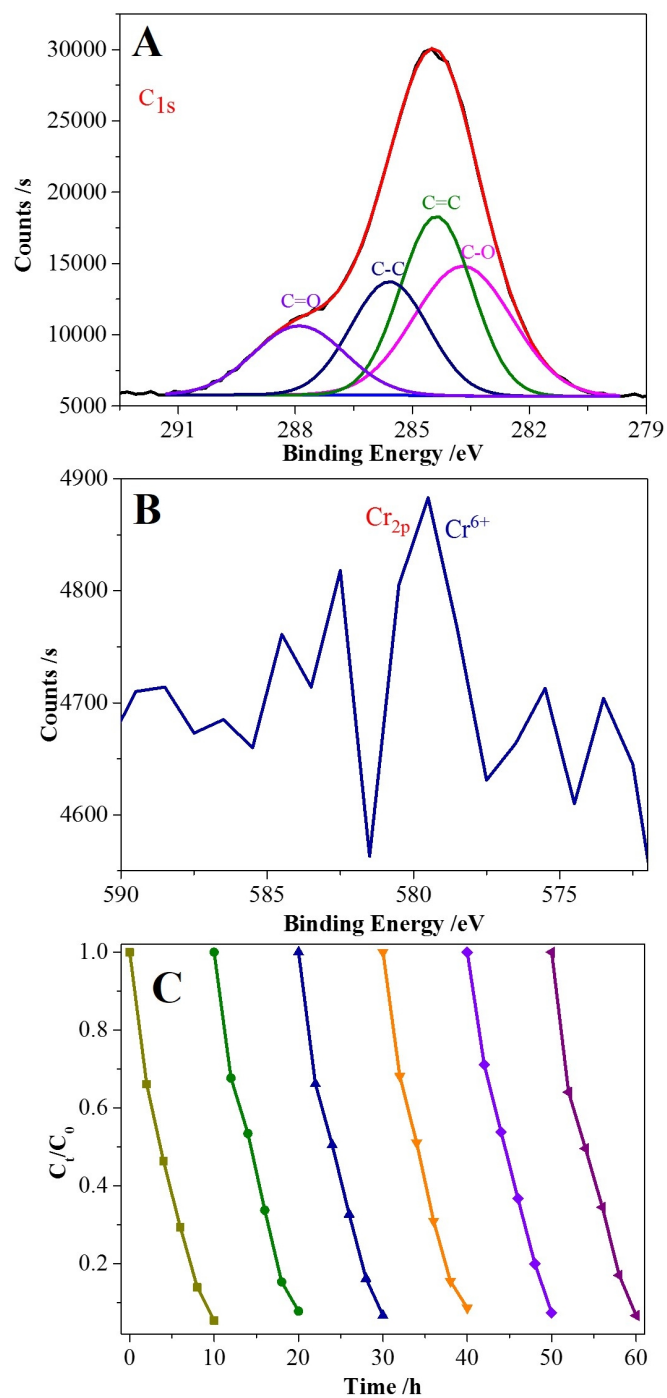 A
C1s
C=C
C-O
C-C
C=O
30000
25000
20000
15000
10000
5000
Counts /s
291 288 285 282 279
Binding Energy /eV
B
Cr2p Cr6+
4900
4800
4700
4600
Counts /s
590 585 580 575
Binding Energy /eV
C
1.0
0.8
0.6
0.4
0.2
Ct/C0
0 10 20 30 40 50 60
Time /h